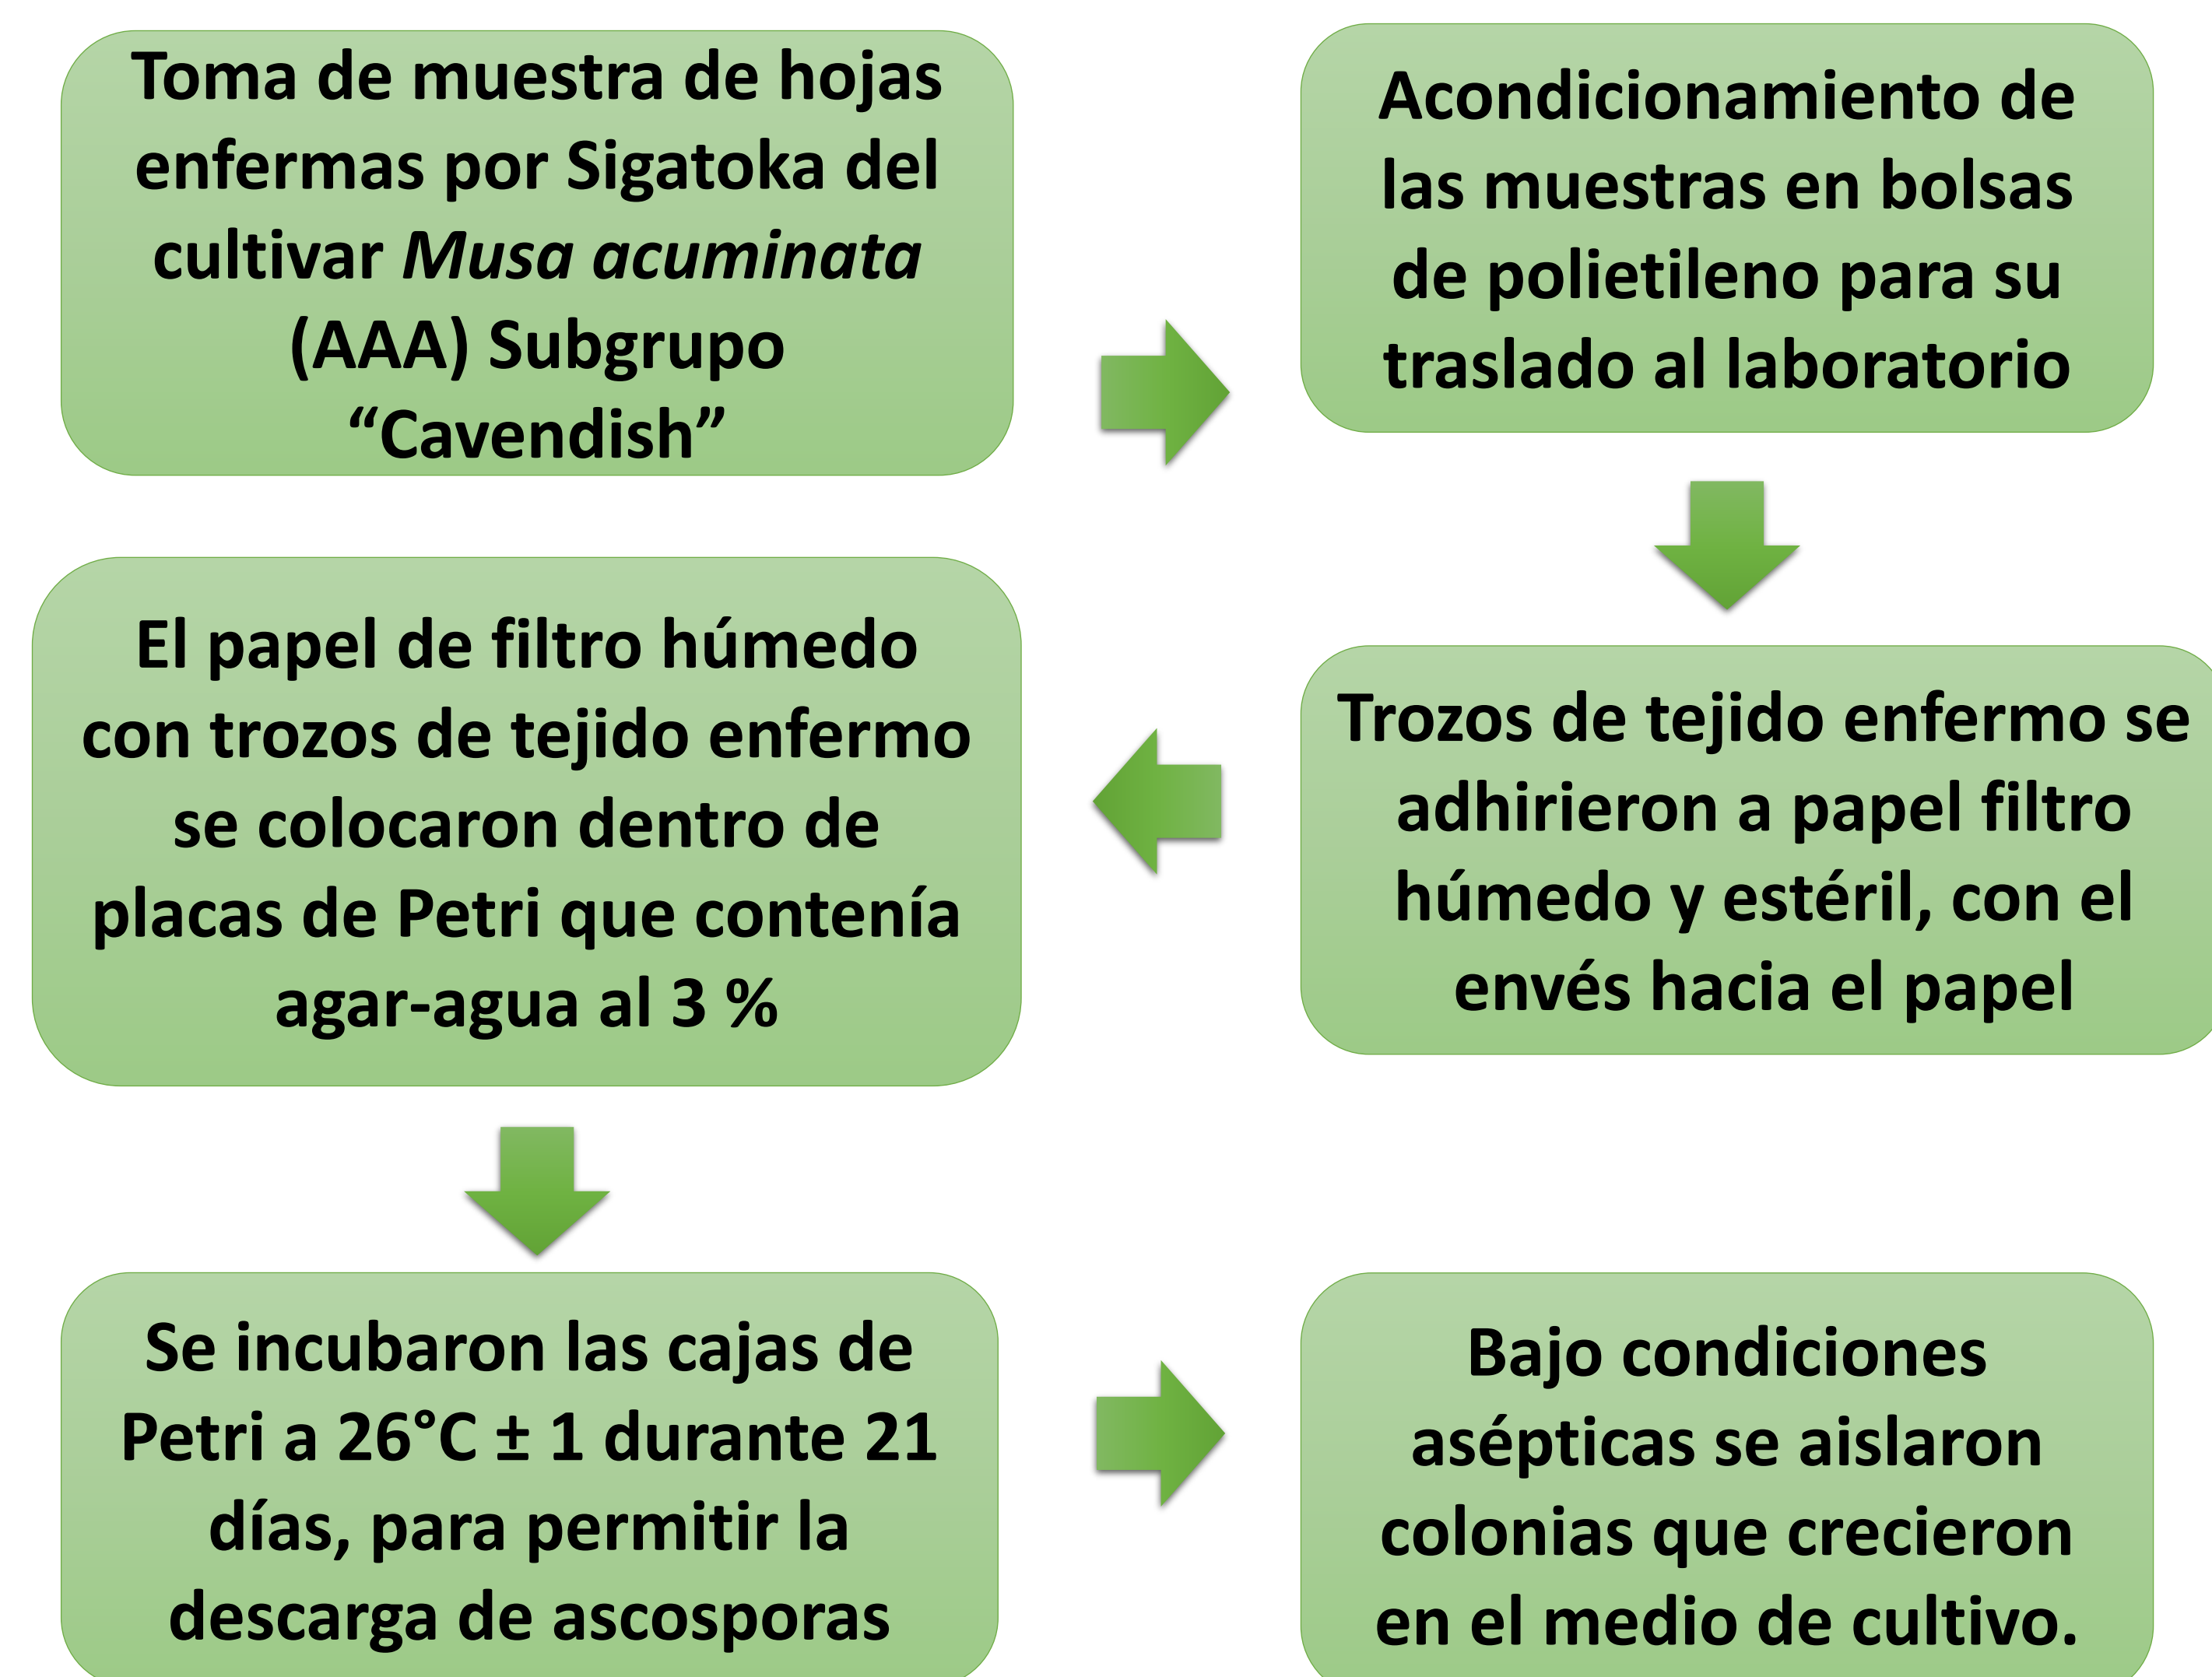 Toma de muestra de hojas
enfermas por Sigatoka del
cultivar Musa acuminata
(AAA) Subgrupo
“Cavendish”
Acondicionamiento de
las muestras en bolsas
de polietileno para su
traslado al laboratorio
Trozos de tejido enfermo se
adhirieron a papel filtro
húmedo y estéril, con el
envés hacia el papel
El papel de filtro húmedo
con trozos de tejido enfermo
se colocaron dentro de
placas de Petri que contenía
agar-agua al 3 %
Se incubaron las cajas de
Petri a 26°C ± 1 durante 21
días, para permitir la
descarga de ascosporas
Bajo condiciones
asépticas se aislaron
colonias que crecieron
en el medio de cultivo.